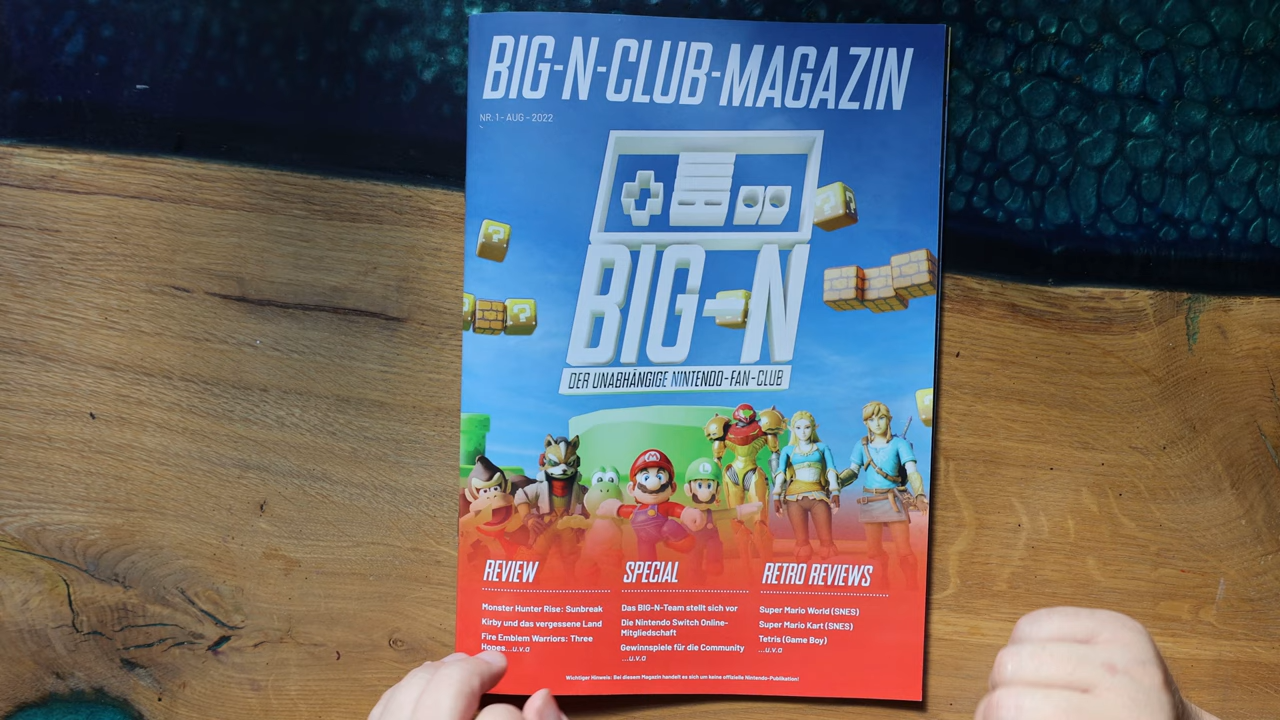 BIG-N-CLUB-MAGAZIN
NR. 1 - AUG - 2022
?
?
?
BIG-N
DER UNABHÄNGIGE NINTENDO-FAN-CLUB
M
L
REVIEW
Monster Hunter Rise: Sunbreak
Kirby und das vergessene Land
Fire Emblem Warriors: Three
Hopes...u.v.a
SPECIAL
Das BIG-N-Team stellt sich vor
Die Nintendo Switch Online-
Mitgliedschaft
Gewinnspiele für die Community
...u.v.a
RETRO REVIEWS
Super Mario World (SNES)
Super Mario Kart (SNES)
Tetris (Game Boy)
...u.v.a
Wichtiger Hinweis: Bei diesem Magazin handelt es sich um keine offizielle Nintendo-Publikation!